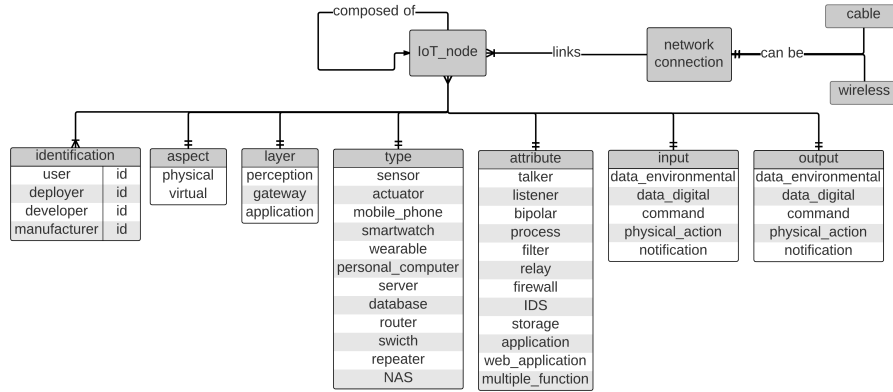 composed of
cable
IoT_node
links
network
connection
can be
wireless
identification
user id
deployer id
developer id
manufacturer id
aspect
physical
virtual
layer
perception
gateway
application
type
sensor
actuator
mobile_phone
smartwatch
wearable
personal_computer
server
database
router
swicth
repeater
NAS
attribute
talker
listener
bipolar
process
filter
relay
firewall
IDS
storage
application
web_application
multiple_function
input
data_environmental
data_digital
command
physical_action
notification
output
data_environmental
data_digital
command
physical_action
notification